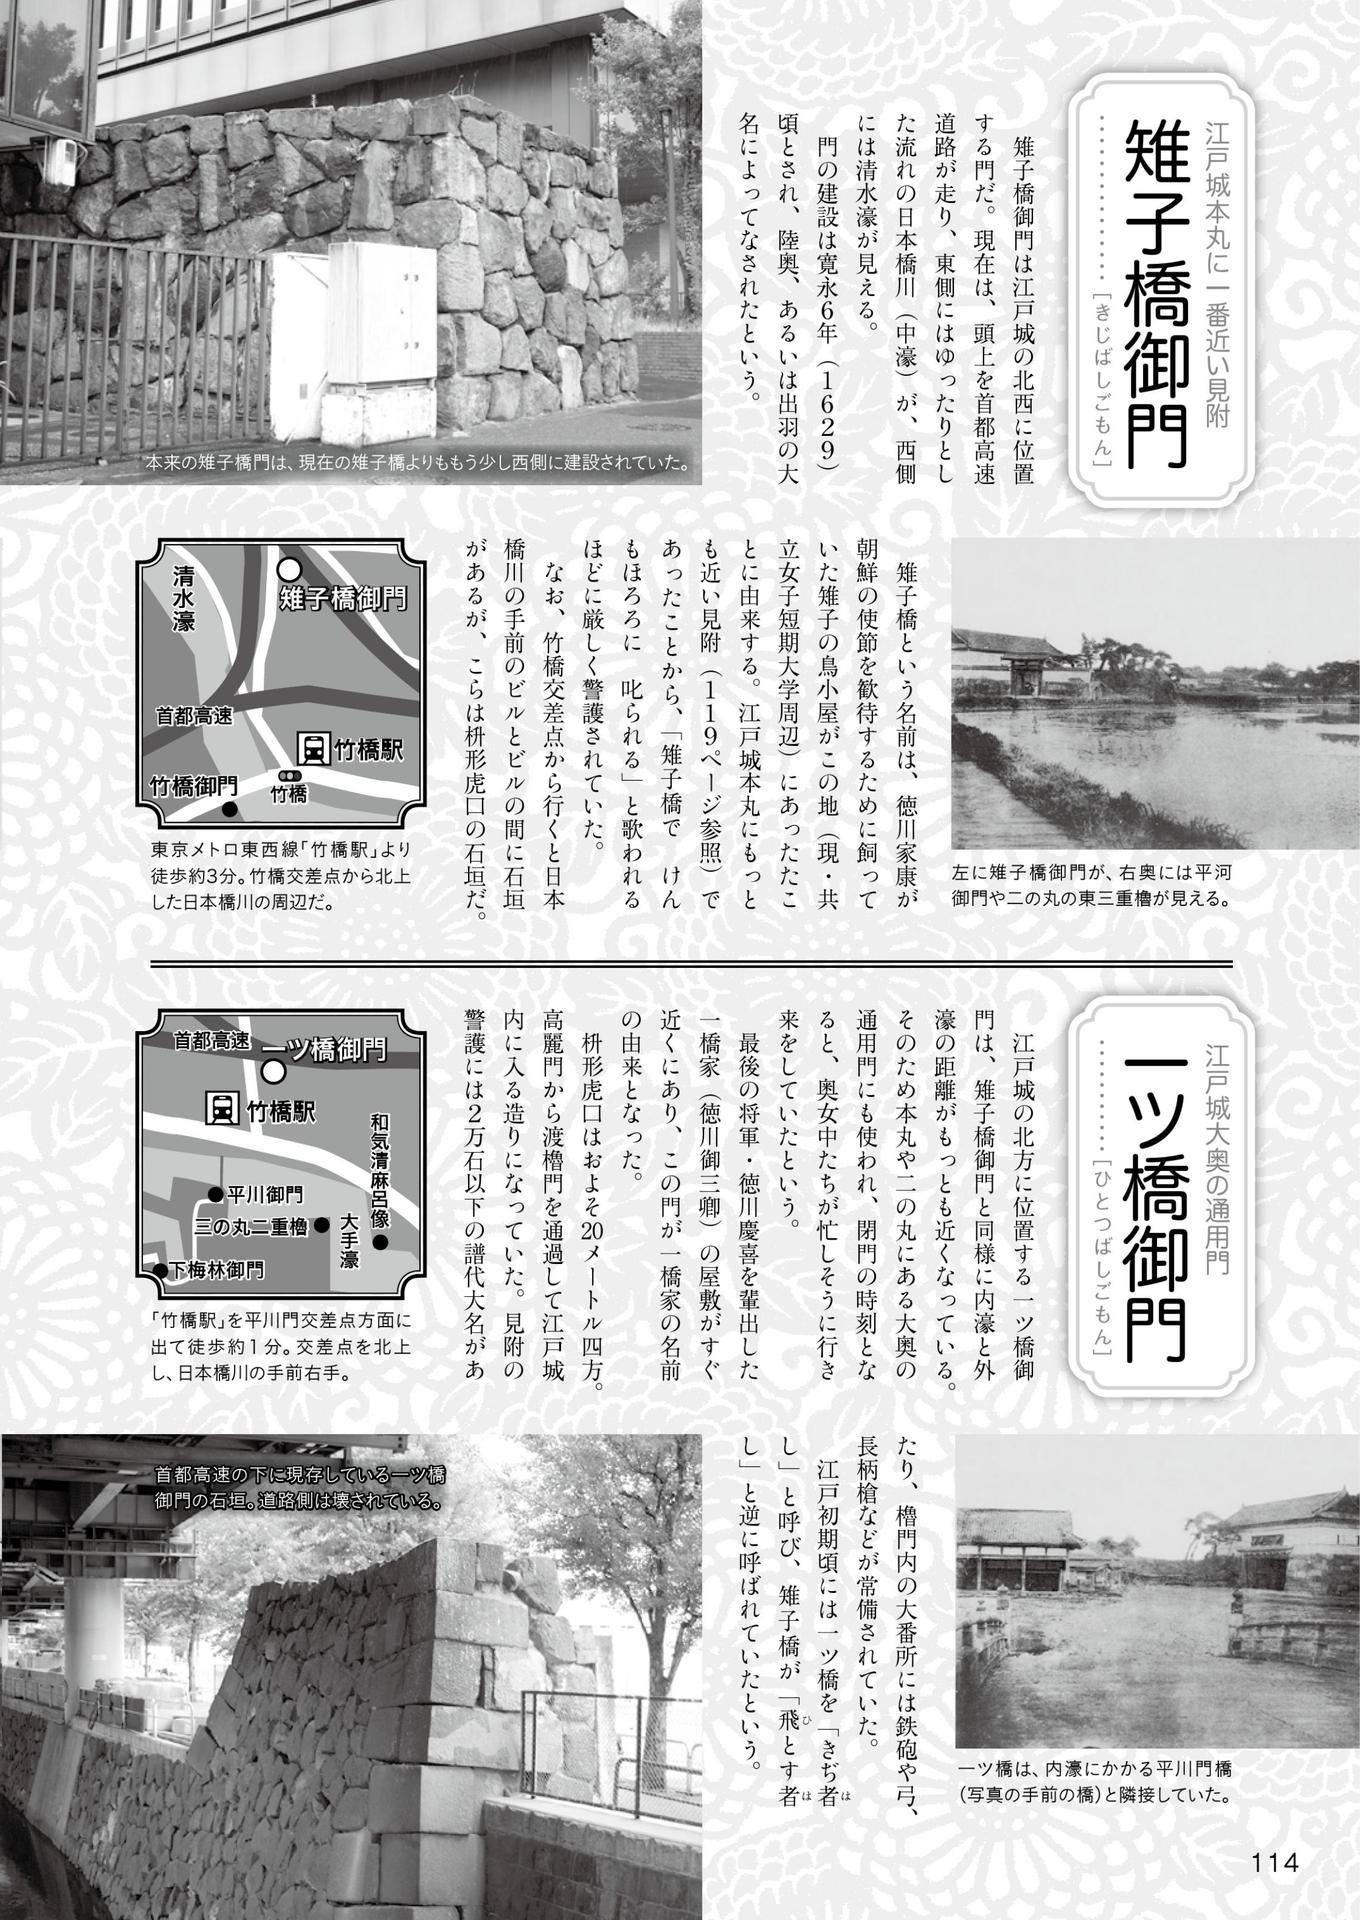 江戸城本丸に一番近い見附
雉子橋御門
[きじばしごもん]
雉子橋御門は江戸城の北西に位置
する門だ。現在は、頭上を首都高速
道路が走り、東側にはゆったりとし
た流れの日本橋川（中濠）が、西側
には清水濠が見える。
門の建設は寛永6年（1629）
頃とされ、陸奥、あるいは出羽の大
名によってなされたという。
本来の雉子橋門は、現在の雉子橋よりももう少し西側に建設されていた。
左に雉子橋御門が、右奥には平河
御門や二の丸の東三重櫓が見える。
雉子橋という名前は、徳川家康が
朝鮮の使節を歓待するために飼って
いた雉子の鳥小屋がこの地（現・共
立女子短期大学周辺）にあったたこ
とに由来する。江戸城本丸にもっと
も近い見附（119ページ参照）で
あったことから、「雉子橋で　けん
もほろろに　叱られる」と歌われる
ほどに厳しく警護されていた。
なお、竹橋交差点から行くと日本
橋川の手前のビルとビルの間に石垣
があるが、こらは枡形虎口の石垣だ。
清水濠
雉子橋御門
首都高速
竹橋駅
竹橋御門
竹橋
東京メトロ東西線「竹橋駅」より
徒歩約3分。竹橋交差点から北上
した日本橋川の周辺だ。
江戸城大奥の通用門
一ツ橋御門
[ひとつばしごもん]
江戸城の北方に位置する一ツ橋御
門は、雉子橋御門と同様に内濠と外
濠の距離がもっとも近くなっている。
そのため本丸や二の丸にある大奥の
通用門にも使われ、閉門の時刻とな
ると、奥女中たちが忙しそうに行き
来をしていたという。
最後の将軍・徳川慶喜を輩出した
一橋家（徳川御三卿）の屋敷がすぐ
近くにあり、この門が一橋家の名前
の由来となった。
枡形虎口はおよそ20メートル四方。
高麗門から渡櫓門を通過して江戸城
内に入る造りになっていた。見附の
警護には2万石以下の譜代大名があ
首都高速
一ツ橋御門
竹橋駅
和気清麻呂像
平川御門
三の丸二重櫓
大手濠
下梅林御門
「竹橋駅」を平川門交差点方面に
出て徒歩約1分。交差点を北上
し、日本橋川の手前右手。
たり、櫓門内の大番所には鉄砲や弓、
長柄槍などが常備されていた。
江戸初期頃には一ツ橋を「きぢ者は
し」と呼び、雉子橋が「飛ひとす者は
し」と逆に呼ばれていたという。
一ツ橋は、内濠にかかる平川門橋
（写真の手前の橋）と隣接していた。
首都高速の下に現存している一ツ橋
御門の石垣。道路側は壊されている。
114